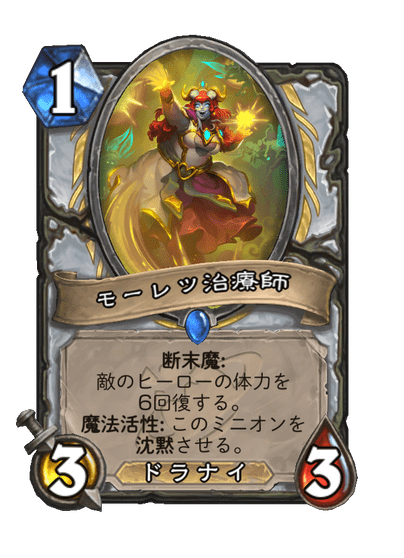 1
モーレツ治療師
断末魔:
敵のヒーローの体力を
6回復する。
魔法活性: このミニオンを
沈黙させる。
3
ドラナイ
3